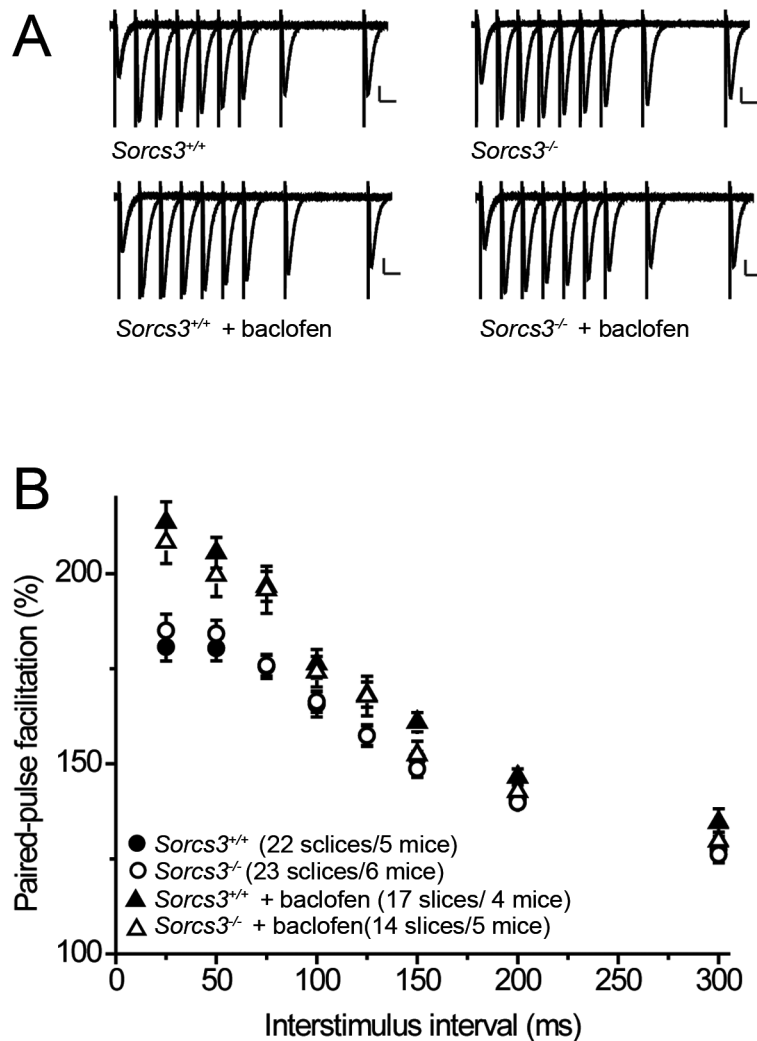 A
Sorcs3+/+
Sorcs3-/-
Sorcs3+/+ + baclofen
Sorcs3-/- + baclofen
B
Paired-pulse facilitation (%)
200
150
100
Sorcs3+/+ (22 sclices/5 mice)
Sorcs3-/- (23 sclices/6 mice)
Sorcs3+/+ + baclofen (17 slices/ 4 mice)
Sorcs3-/- + baclofen(14 slices/5 mice)
0 50 100 150 200 250 300
Interstimulus interval (ms)